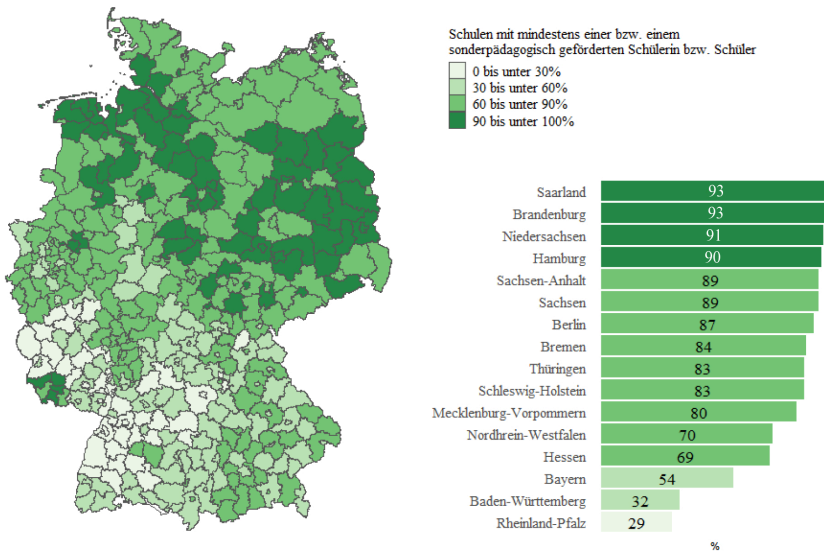 Schulen mit mindestens einer bzw. einem
sonderpädagogisch geförderten Schülerin bzw. Schüler
0 bis unter 30%
30 bis unter 60%
60 bis unter 90%
90 bis unter 100%
Saarland 93
Brandenburg 93
Niedersachsen 91
Hamburg 90
Sachsen-Anhalt 89
Sachsen 89
Berlin 87
Bremen 84
Thüringen 83
Schleswig-Holstein 83
Mecklenburg-Vorpommern 80
Nordrhein-Westfalen 70
Hessen 69
Bayern 54
Baden-Württemberg 32
Rheinland-Pfalz 29
%